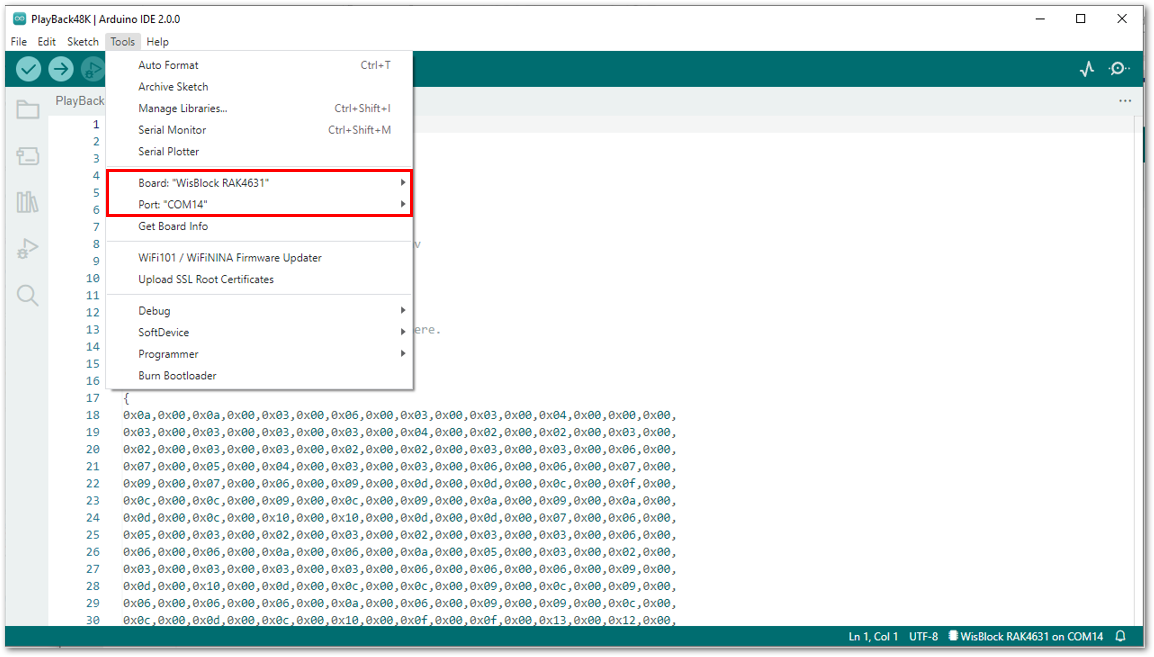 PlayBack48K | Arduino IDE 2.0.0
File Edit Sketch Tools Help
PlayBack
Auto Format Ctrl+T
Archive Sketch
Manage Libraries... Ctrl+Shift+I
Serial Monitor Ctrl+Shift+M
Serial Plotter
Board: "WisBlock RAK4631"
Port: "COM14"
Get Board Info
WiFi101 / WiFiNINA Firmware Updater
Upload SSL Root Certificates
Debug
SoftDevice
Programmer
Burn Bootloader
1
2
3
4
5
6
7
8 v
9
10
11
12
13 ere.
14
15
16
17 {
18 0x0a,0x00,0x0a,0x00,0x03,0x00,0x06,0x00,0x03,0x00,0x03,0x00,0x04,0x00,0x00,0x00,
19 0x03,0x00,0x03,0x00,0x03,0x00,0x03,0x00,0x04,0x00,0x02,0x00,0x02,0x00,0x03,0x00,
20 0x02,0x00,0x03,0x00,0x03,0x00,0x02,0x00,0x02,0x00,0x03,0x00,0x03,0x00,0x06,0x00,
21 0x07,0x00,0x05,0x00,0x04,0x00,0x03,0x00,0x03,0x00,0x06,0x00,0x06,0x00,0x07,0x00,
22 0x09,0x00,0x07,0x00,0x06,0x00,0x09,0x00,0x0d,0x00,0x0d,0x00,0x0c,0x00,0x0f,0x00,
23 0x0c,0x00,0x0c,0x00,0x09,0x00,0x0c,0x00,0x09,0x00,0x0a,0x00,0x09,0x00,0x0a,0x00,
24 0x0d,0x00,0x0c,0x00,0x10,0x00,0x10,0x00,0x0d,0x00,0x0d,0x00,0x07,0x00,0x06,0x00,
25 0x05,0x00,0x03,0x00,0x02,0x00,0x03,0x00,0x02,0x00,0x03,0x00,0x03,0x00,0x06,0x00,
26 0x06,0x00,0x06,0x00,0x0a,0x00,0x06,0x00,0x0a,0x00,0x05,0x00,0x03,0x00,0x02,0x00,
27 0x03,0x00,0x03,0x00,0x03,0x00,0x03,0x00,0x06,0x00,0x06,0x00,0x06,0x00,0x09,0x00,
28 0x0d,0x00,0x10,0x00,0x0d,0x00,0x0c,0x00,0x0c,0x00,0x09,0x00,0x0c,0x00,0x09,0x00,
29 0x06,0x00,0x06,0x00,0x06,0x00,0x0a,0x00,0x06,0x00,0x09,0x00,0x09,0x00,0x0c,0x00,
30 0x0c,0x00,0x0d,0x00,0x0c,0x00,0x10,0x00,0x0f,0x00,0x0f,0x00,0x13,0x00,0x12,0x00,
Ln 1, Col 1 UTF-8 WisBlock RAK4631 on COM14